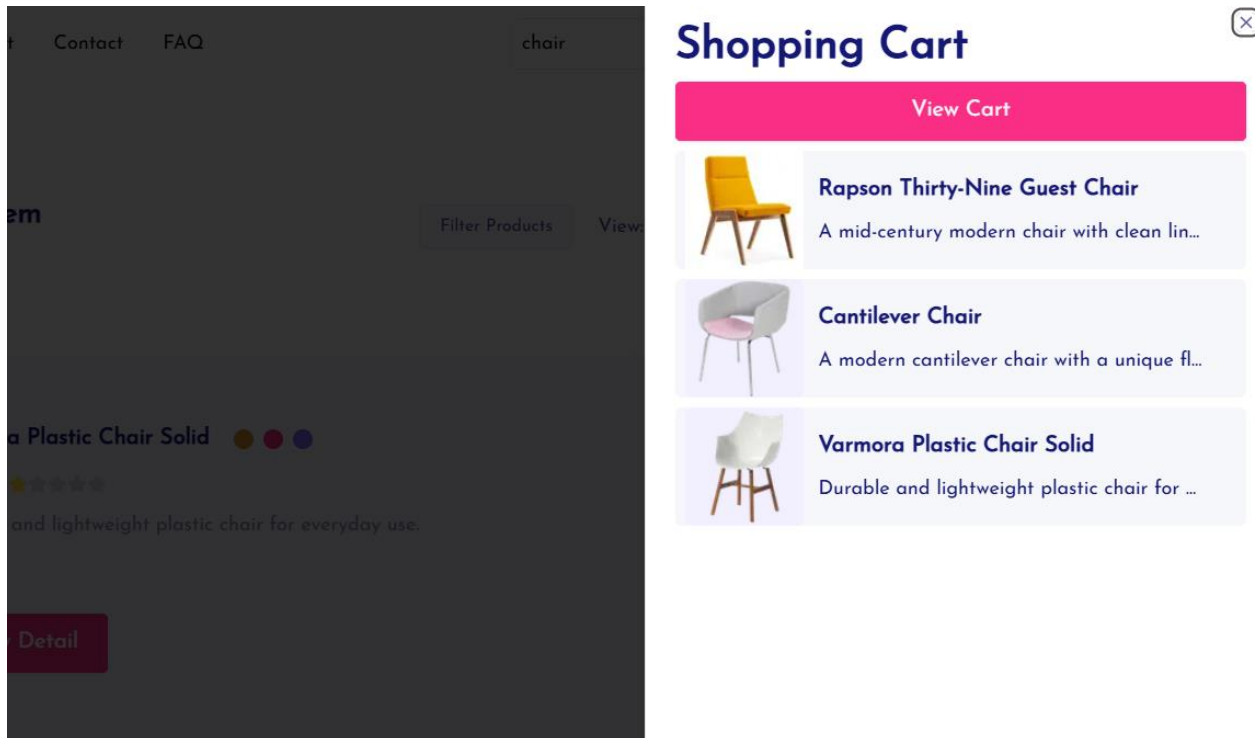 t Contact FAQ chair
em
Filter Products View:
a Plastic Chair Solid
and lightweight plastic chair for everyday use.
Detail
Shopping Cart
View Cart
Rapson Thirty-Nine Guest Chair
A mid-century modern chair with clean lin...
Cantilever Chair
A modern cantilever chair with a unique fl...
Varmora Plastic Chair Solid
Durable and lightweight plastic chair for ...